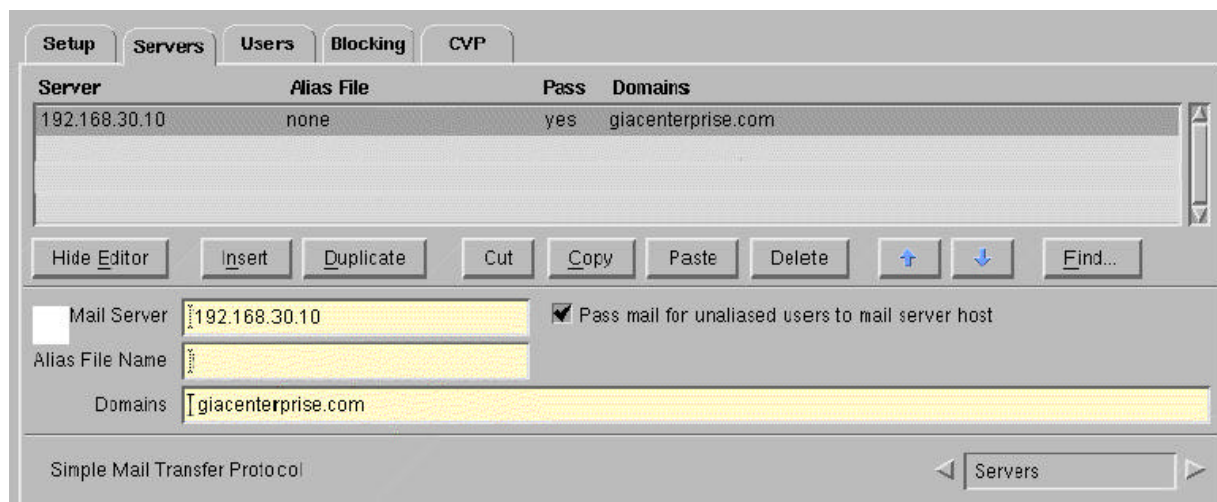 Setup Servers Users Blocking CVP
Server Alias File Pass Domains
192.168.30.10 none yes giacenterprise.com
Hide Editor Insert Duplicate Cut Copy Paste Delete Find...
Mail Server 192.168.30.10 Pass mail for unaliased users to mail server host
Alias File Name
Domains giacenterprise.com
Simple Mail Transfer Protocol Servers